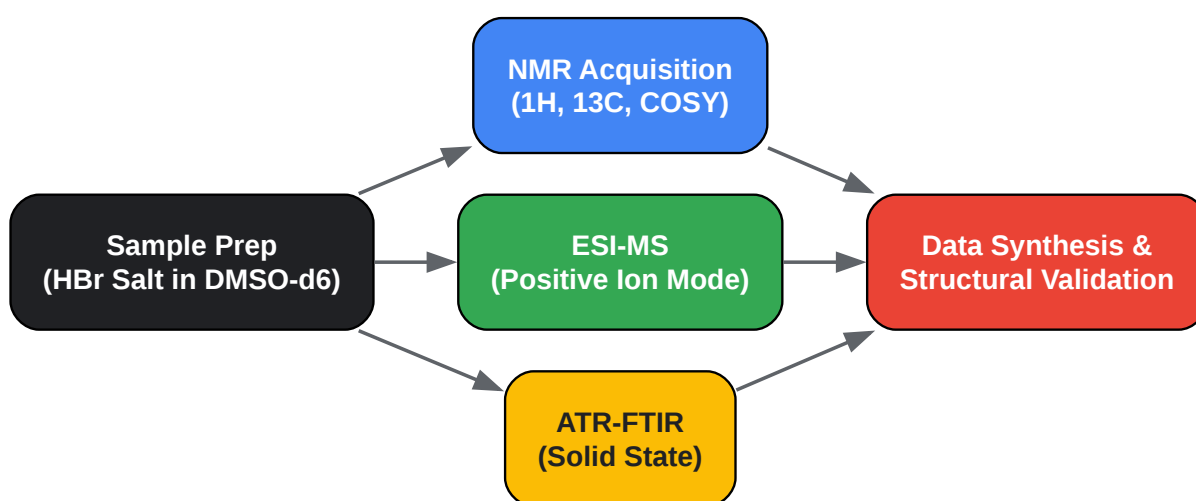 NMR Acquisition
(1H, 13C, COSY)
Sample Prep
(HBr Salt in DMSO-d6)
ESI-MS
(Positive Ion Mode)
Data Synthesis &
Structural Validation
ATR-FTIR
(Solid State)